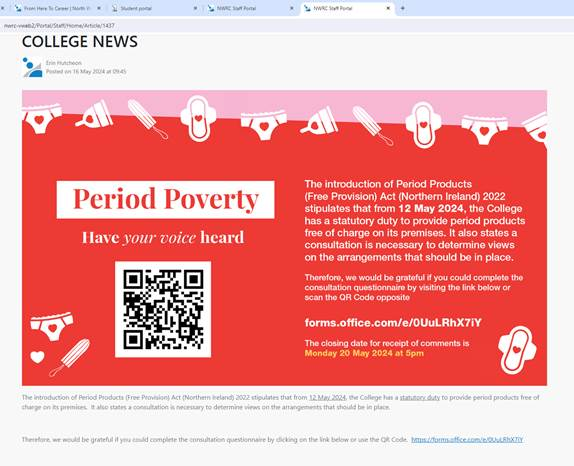 From Here To Career | North W
Student portal
NWRC Staff Portal
NWRC Staff Portal
nwrc-vweb2/Portal/Staff/Home/Article/1437
COLLEGE NEWS
Erin Hutcheon
Posted on 16 May 2024 at 09:45
Period Poverty
Have your voice heard
The introduction of Period Products
(Free Provision) Act (Northern Ireland) 2022
stipulates that from 12 May 2024, the College
has a statutory duty to provide period products
free of charge on its premises. It also states a
consultation is necessary to determine views
on the arrangements that should be in place.
Therefore, we would be grateful if you could complete the
consultation questionnaire by visiting the link below or
scan the QR Code opposite
forms.office.com/e/0UuLRhX7iY
The closing date for receipt of comments is
Monday 20 May 2024 at 5pm
The introduction of Period Products (Free Provision) Act (Northern Ireland) 2022 stipulates that from 12 May 2024, the College has a statutory duty to provide period products free of
charge on its premises. It also states a consultation is necessary to determine views on the arrangements that should be in place.
Therefore, we would be grateful if you could complete the consultation questionnaire by clicking on the link below or use the QR Code. https://forms.office.com/e/0UuLRhX7iY